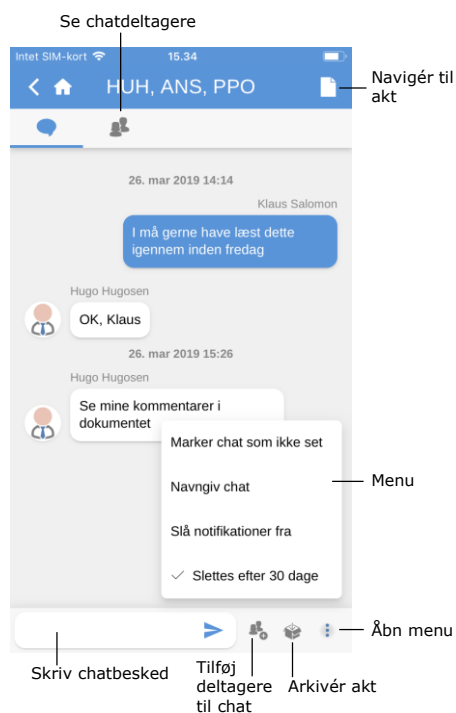 Se chatdeltagere
Intet SIM-kort 15.34
HUH, ANS, PPO
Navigér til
akt
26. mar 2019 14:14
Klaus Salomon
I må gerne have læst dette
igennem inden fredag
Hugo Hugosen
OK, Klaus
26. mar 2019 15:26
Hugo Hugosen
Se mine kommentarer i
dokumentet
Marker chat som ikke set
Navngiv chat
Menu
Slå notifikationer fra
Slettes efter 30 dage
Åbn menu
Skriv chatbesked
Tilføj
deltagere
til chat
Arkivér akt